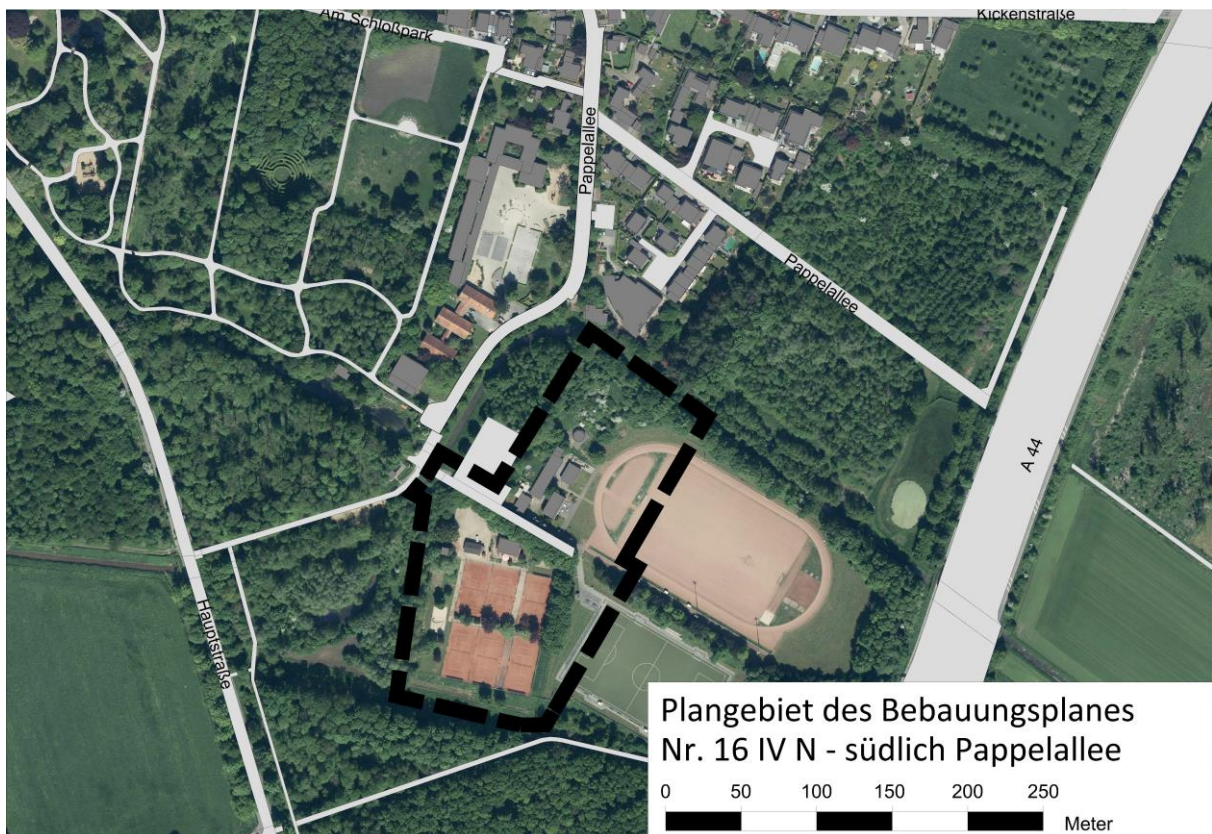 Kickenstraße
Am Schloßpark
Pappelallee
Pappelallee
A 44
Hauptstraße
Plangebiet des Bebauungsplanes
Nr. 16 IV N - südlich Pappelallee
0 50 100 150 200 250
Meter